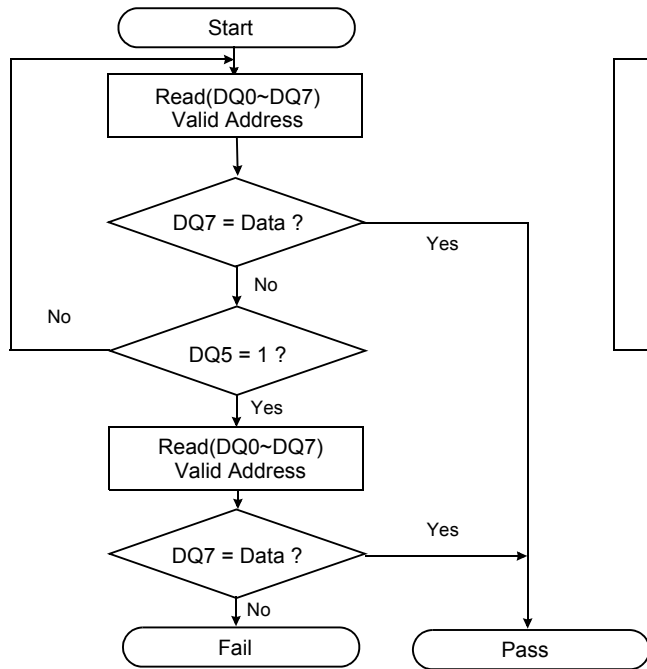 Start
Read(DQ0~DQ7)
Valid Address
DQ7 = Data ?
Yes
No
No
DQ5 = 1 ?
Yes
Read(DQ0~DQ7)
Valid Address
DQ7 = Data ?
Yes
No
Fail
Pass